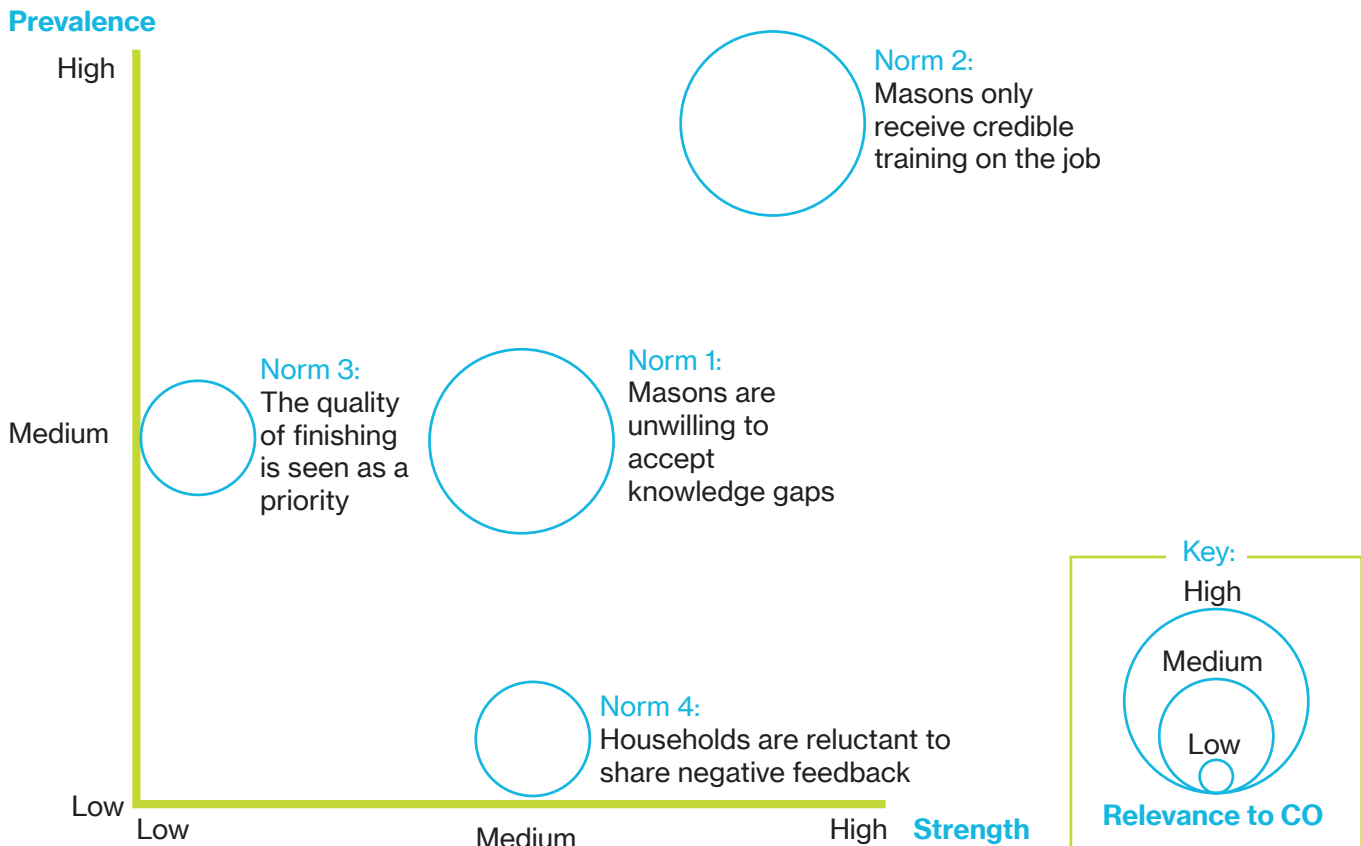 Prevalence
High
Norm 2:
Masons only
receive credible
training on the job
Norm 3:
The quality
of finishing
is seen as a
priority
Norm 1:
Masons are
unwilling to
accept
knowledge gaps
Medium
Norm 4:
Households are reluctant to
share negative feedback
Low
Low
Medium
High
Strength
Key:
High
Medium
Low
Relevance to CO